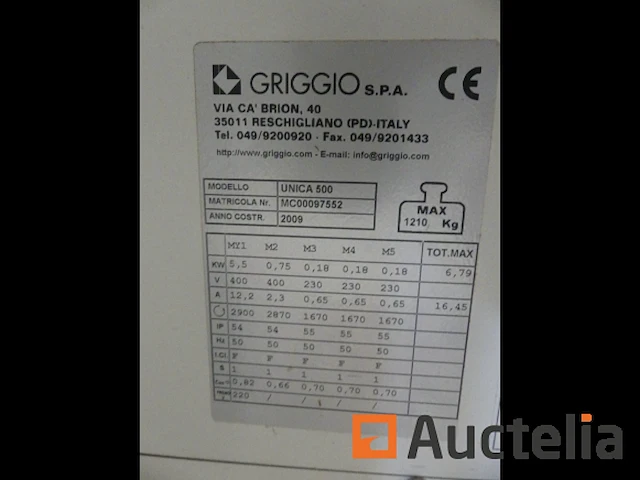 GRIGGIO S.P.A. CE
VIA CA' BRION, 40
35011 RESCHIGLIANO (PD)-ITALY
Tel. 049/9200920 - Fax. 049/9201433
http://www.griggio.com - E-mail: info@griggio.com
MODELLO UNICA 500
MATRICOLA Nr. MC00097552
ANNO COSTR. 2009
MAX
1210 Kg
MY1 M2 M3 M4 M5 TOT.MAX
KW 5,5 0,75 0,18 0,18 0,18 6,79
V 400 400 230 230 230
A 12,2 2,3 0,65 0,65 0,65 16,45
2900 2870 1670 1670 1670
IP 54 54 55 55 55
Hz 50 50 50 50 50
I.Cl. F F F F F
S 1 1 1 1 1
0,82 0,66 0,70 0,70 0,70
220 / / / /
Auctelia